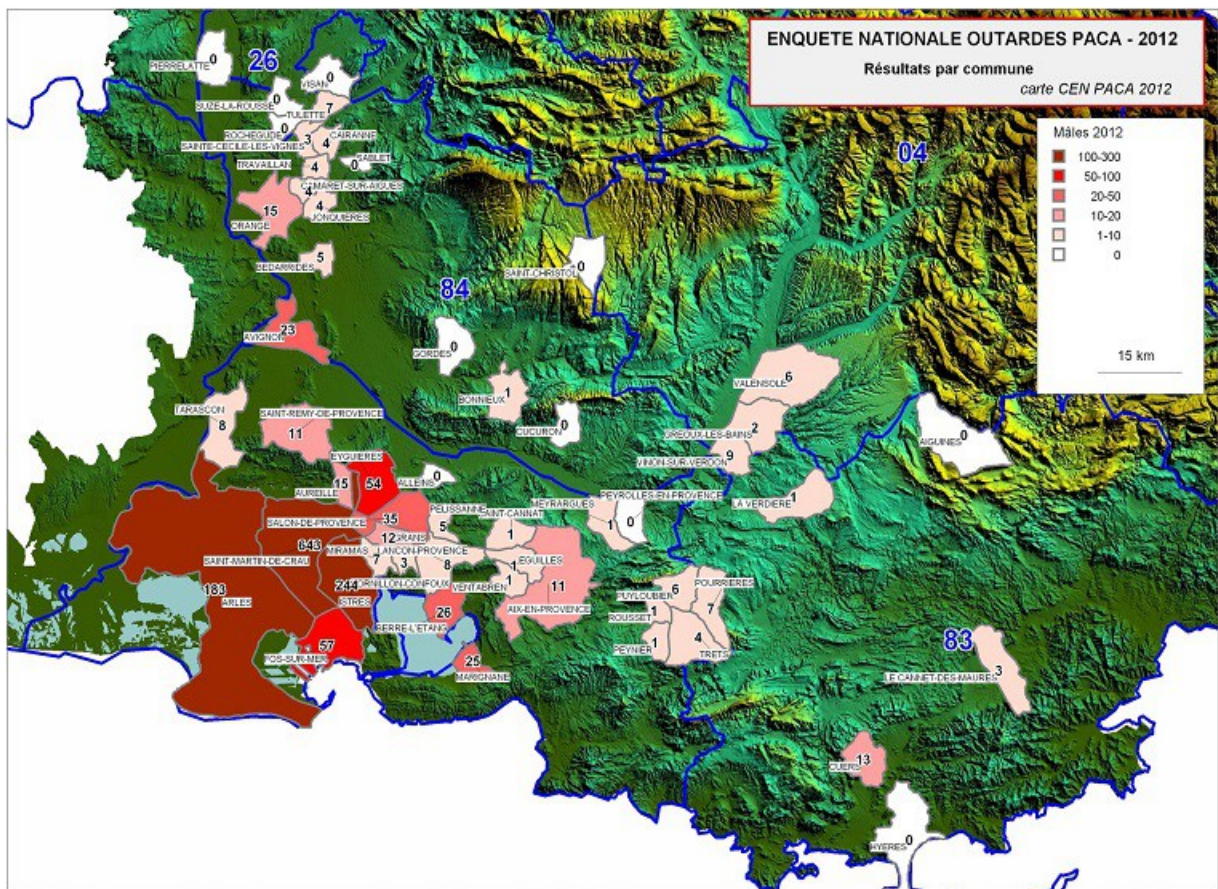 ENQUETE NATIONALE OUTARDES PACA - 2012
Résultats par commune
carte CEN PACA 2012
Mâles 2012
100-300
50-100
20-50
10-20
1-10
0
15 km
26
04
84
83
PIERRELATTE 0
VISAN 0
SUZE-LA-ROUSSE 0
TULETTE 7
ROCHEGUDE 0
SAINTE-CECILE-LES-VIGNES 3
CAIRANNE 4
SABLET 0
TRAVAILLAN 4
CAMARET-SUR-AIGUES 4
JONQUIERES 4
ORANGE 15
BEDARRIDES 5
SAINT-CHRISTOL 0
AVIGNON 23
GORDES 0
BONNIEUX 1
CUCURON 0
VALENSOLE 6
GREOUX-LES-BAINS 2
VINON-SUR-VERDON 9
AIGUINES 0
LA VERDIERE 1
TARASCON 8
SAINT-REMY-DE-PROVENCE 11
EYGUIERES 54
AUREILLE 15
ALLEINS 0
SALON-DE-PROVENCE 35
PELISSANNE 5
SAINT-CANNAT 1
MEYRARGUES 1
PEYROLLES-EN-PROVENCE 0
GRANS 12
MIRAMAS 7
LANCON-PROVENCE 8
CORNILLON-CONFOUX 3
EGUILLES 1
VENTABREN 1
AIX-EN-PROVENCE 11
SAINT-MARTIN-DE-CRAU 643
ARLES 183
ISTRES 244
FOS-SUR-MER 57
BERRE-L'ETANG 26
MARIGNANE 25
PUYLOUBIER 6
POURRIERES 7
ROUSSET 1
PEYNIER 1
TRETS 4
LE CANNET-DES-MAURES 3
CUERS 13
HYERES 0